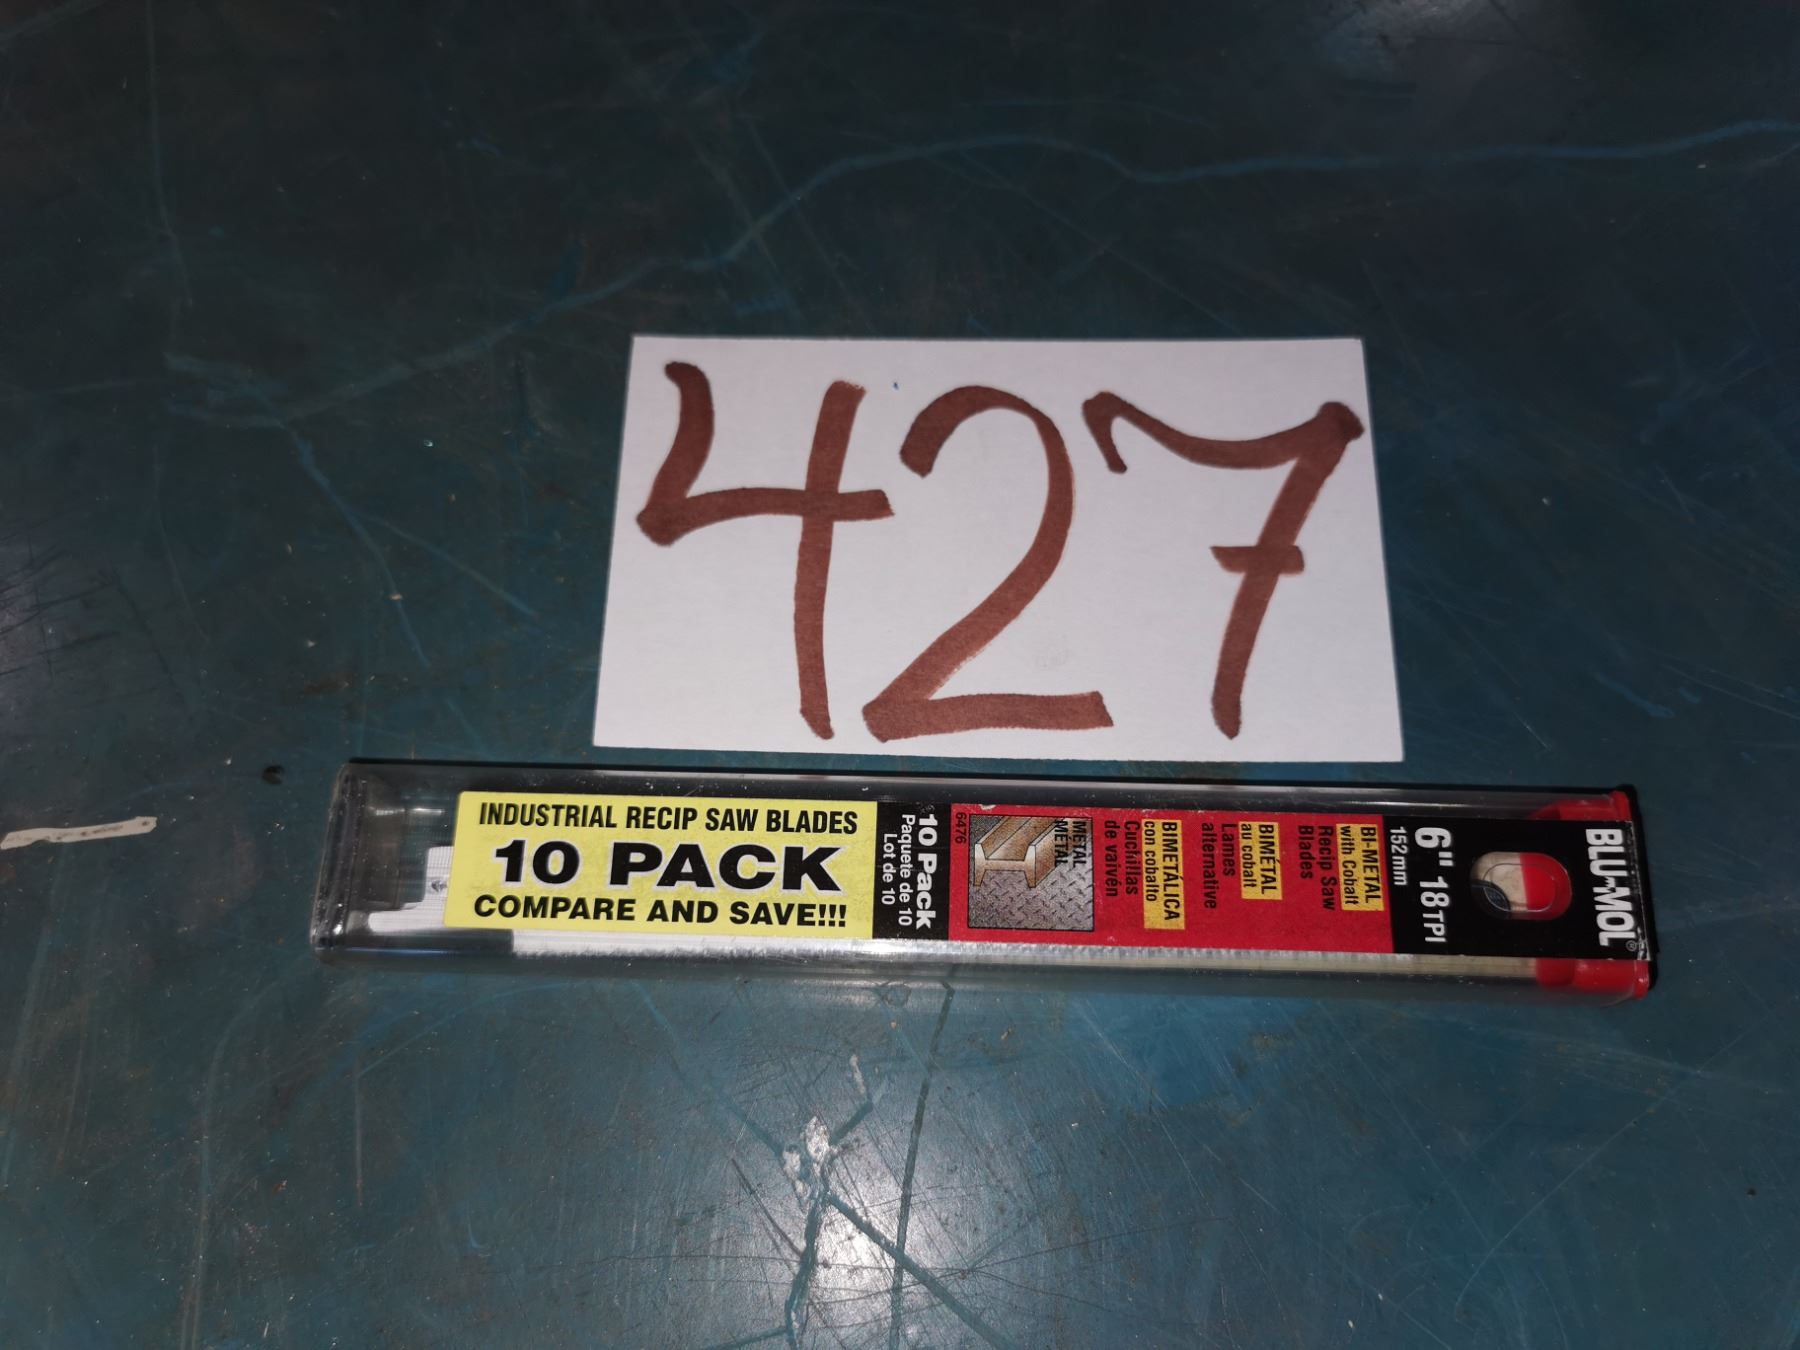 427
INDUSTRIAL RECIP SAW BLADES
10 PACK
COMPARE AND SAVE!!!
10 Pack
Paquete de 10
Lot de 10
6476
METAL
MÉTAL
BI-METAL
with Cobalt
Recip Saw
Blades
BIMÉTAL
au cobalt
Lames
alternative
BIMETÁLICA
con cobalto
Cuchillas
de vaivén
6" 18TPI
152mm
BLU-MOL®